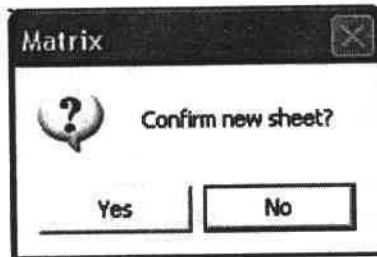 Matrix
Confirm new sheet?
Yes
No